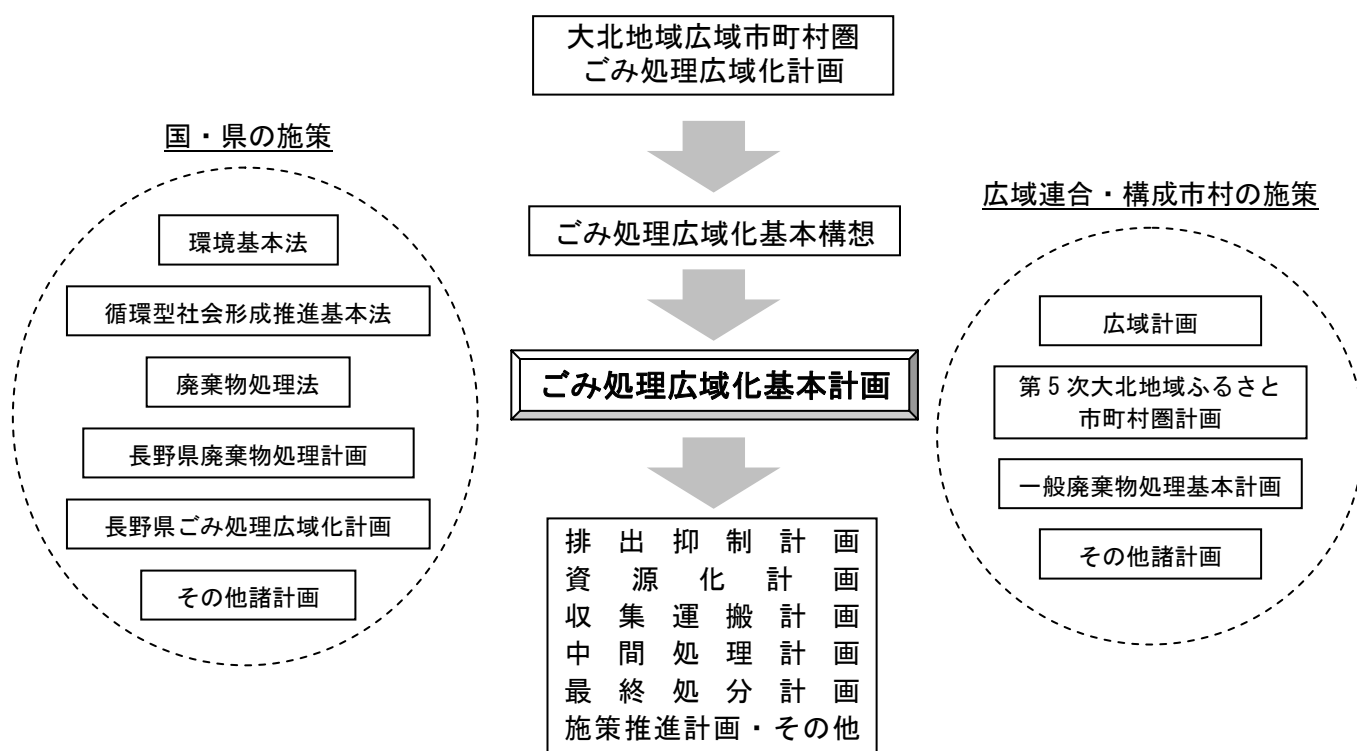 大北地域広域市町村圏
ごみ処理広域化計画
国・県の施策
環境基本法
循環型社会形成推進基本法
廃棄物処理法
長野県廃棄物処理計画
長野県ごみ処理広域化計画
その他諸計画
ごみ処理広域化基本構想
ごみ処理広域化基本計画
排出抑制計画
資源化計画
収集運搬計画
中間処理計画
最終処分計画
施策推進計画・その他
広域連合・構成市村の施策
広域計画
第5次大北地域ふるさと
市町村圏計画
一般廃棄物処理基本計画
その他諸計画